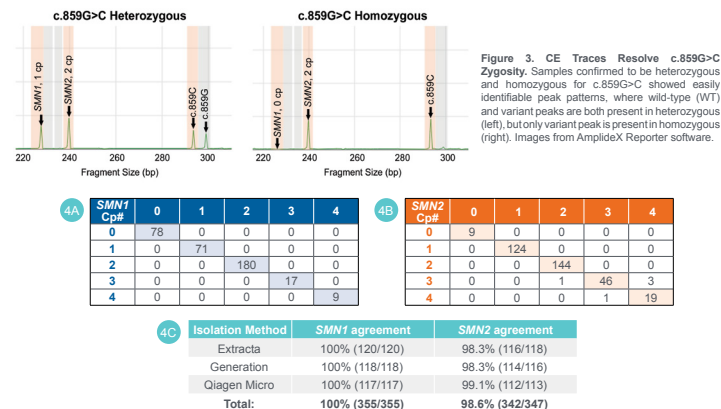 c.859G>C Heterozygous
SMN1, 1 cp
SMN2, 2 cp
c.859C
c.859G
220 240 260 280 300
Fragment Size (bp)
c.859G>C Homozygous
SMN1, 0 cp
SMN2, 2 cp
c.859C
200 220 240 260 280 300
Fragment Size (bp)
Figure 3. CE Traces Resolve c.859G>C
Zygosity. Samples confirmed to be heterozygous
and homozygous for c.859G>C showed easily
identifiable peak patterns, where wild-type (WT)
and variant peaks are both present in heterozygous
(left), but only variant peak is present in homozygous
(right). Images from AmplideX Reporter software.
4A
SMN1 Cp# 0 1 2 3 4
0 78 0 0 0 0
1 0 71 0 0 0
2 0 0 180 0 0
3 0 0 0 17 0
4 0 0 0 0 9
4B
SMN2 Cp# 0 1 2 3 4
0 9 0 0 0 0
1 0 124 0 0 0
2 0 0 144 0 0
3 0 0 1 46 3
4 0 0 0 1 19
4C
Isolation Method SMN1 agreement SMN2 agreement
Extracta 100% (120/120) 98.3% (116/118)
Generation 100% (118/118) 98.3% (114/116)
Qiagen Micro 100% (117/117) 99.1% (112/113)
Total: 100% (355/355) 98.6% (342/347)